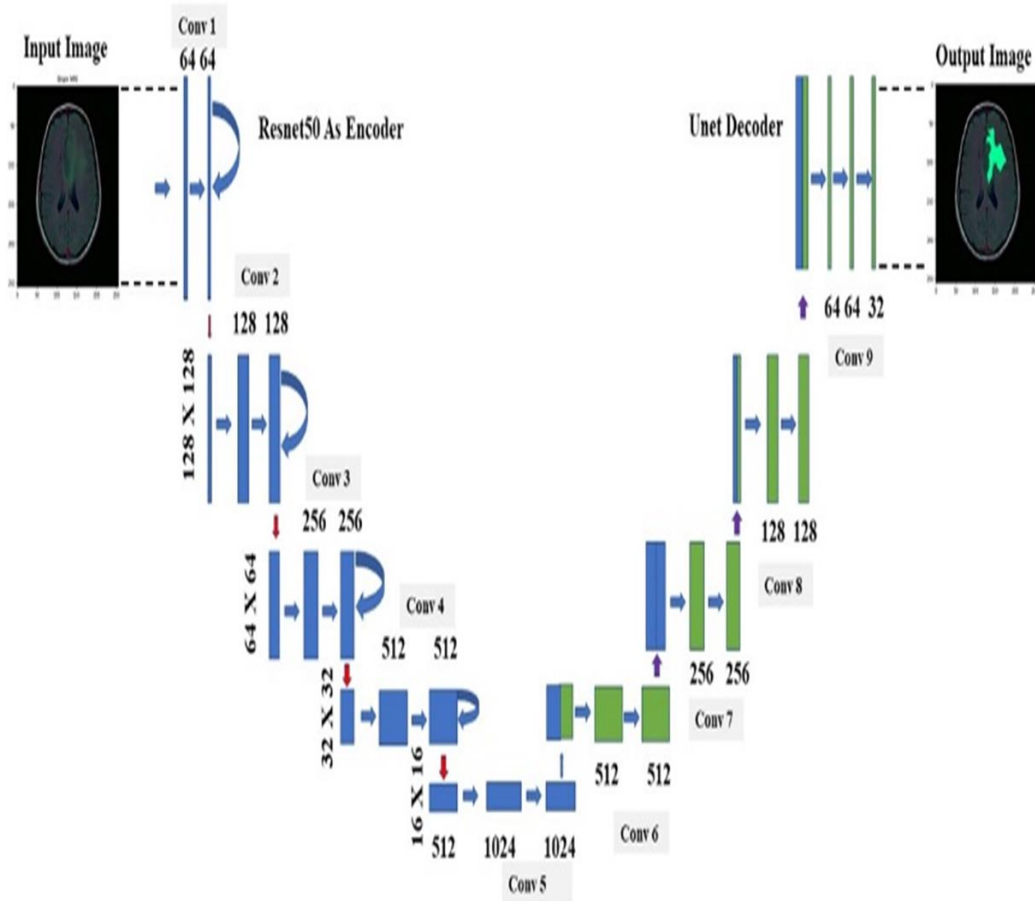 Input Image
Conv 1
64 64
Resnet50 As Encoder
Unet Decoder
Output Image
Conv 2
128 128
128 X 128
Conv 3
256 256
64 X 64
Conv 4
512 512
32 X 32
16 X 16
512 1024 1024
Conv 5
512 512
Conv 6
256 256
Conv 7
128 128
Conv 8
64 64 32
Conv 9